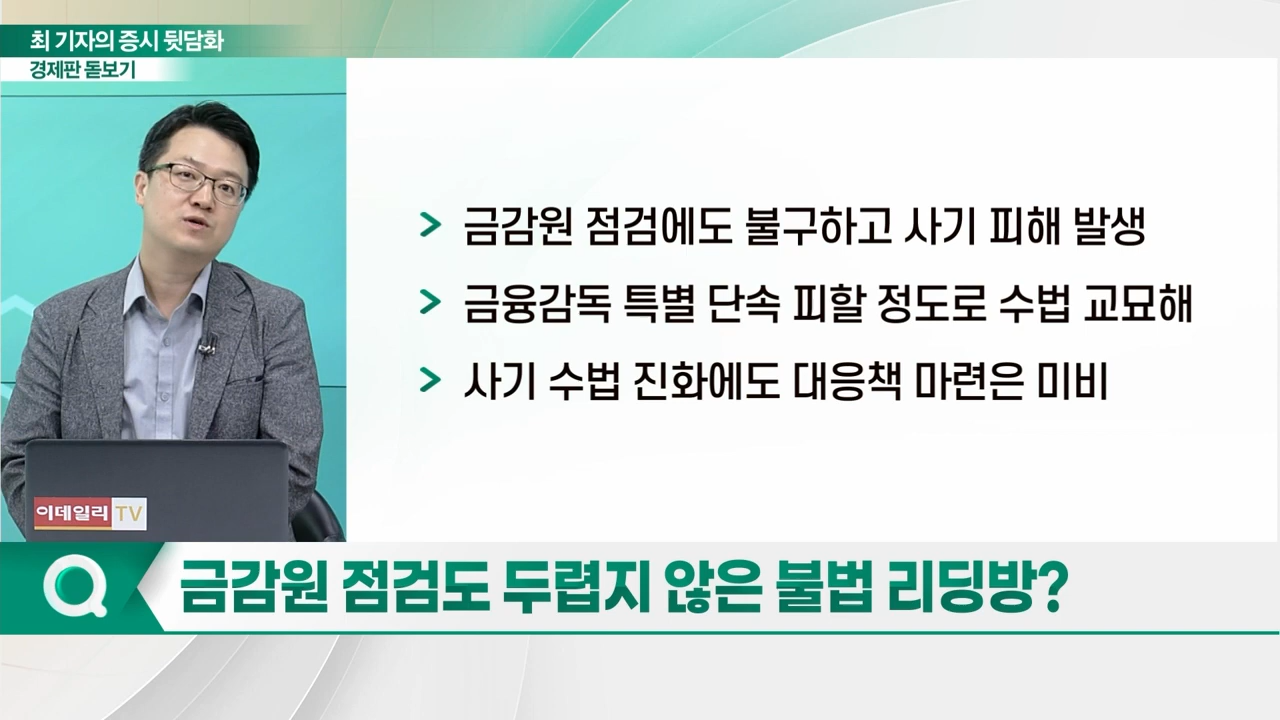 최 기자의 증시 뒷담화
경제판 돋보기
> 금감원 점검에도 불구하고 사기 피해 발생
> 금융감독 특별 단속 피할 정도로 수법 교묘해
> 사기 수법 진화에도 대응책 마련은 미비
이데일리 TV
Q 금감원 점검도 두렵지 않은 불법 리딩방?